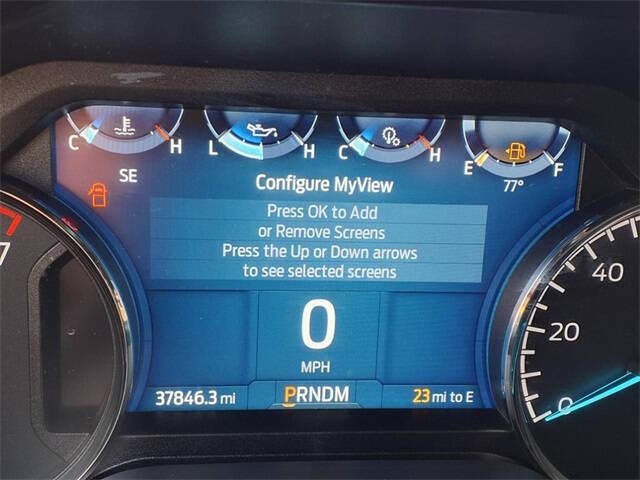 C H L H C H E F
SE
77°
Configure MyView
Press OK to Add
or Remove Screens
Press the Up or Down arrows
to see selected screens
7
40
20
0
0
MPH
37846.3 mi
PRNDM
23 mi to E